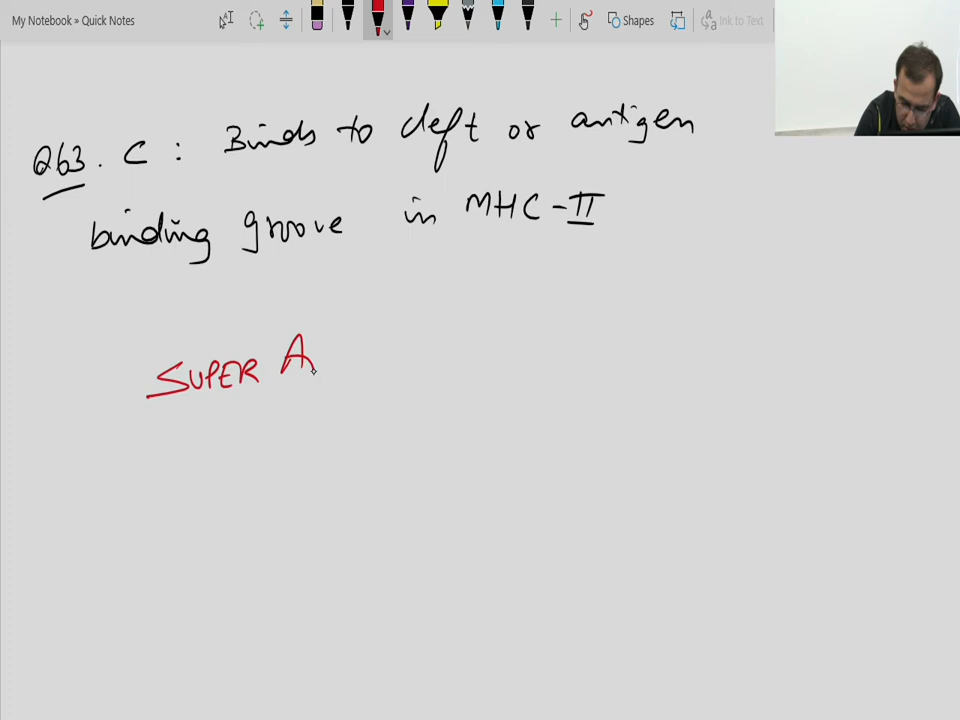 My Notebook » Quick Notes
Shapes
Ink to Text
Q63. C : Binds to cleft or antigen
binding groove in MHC-II
SUPER A